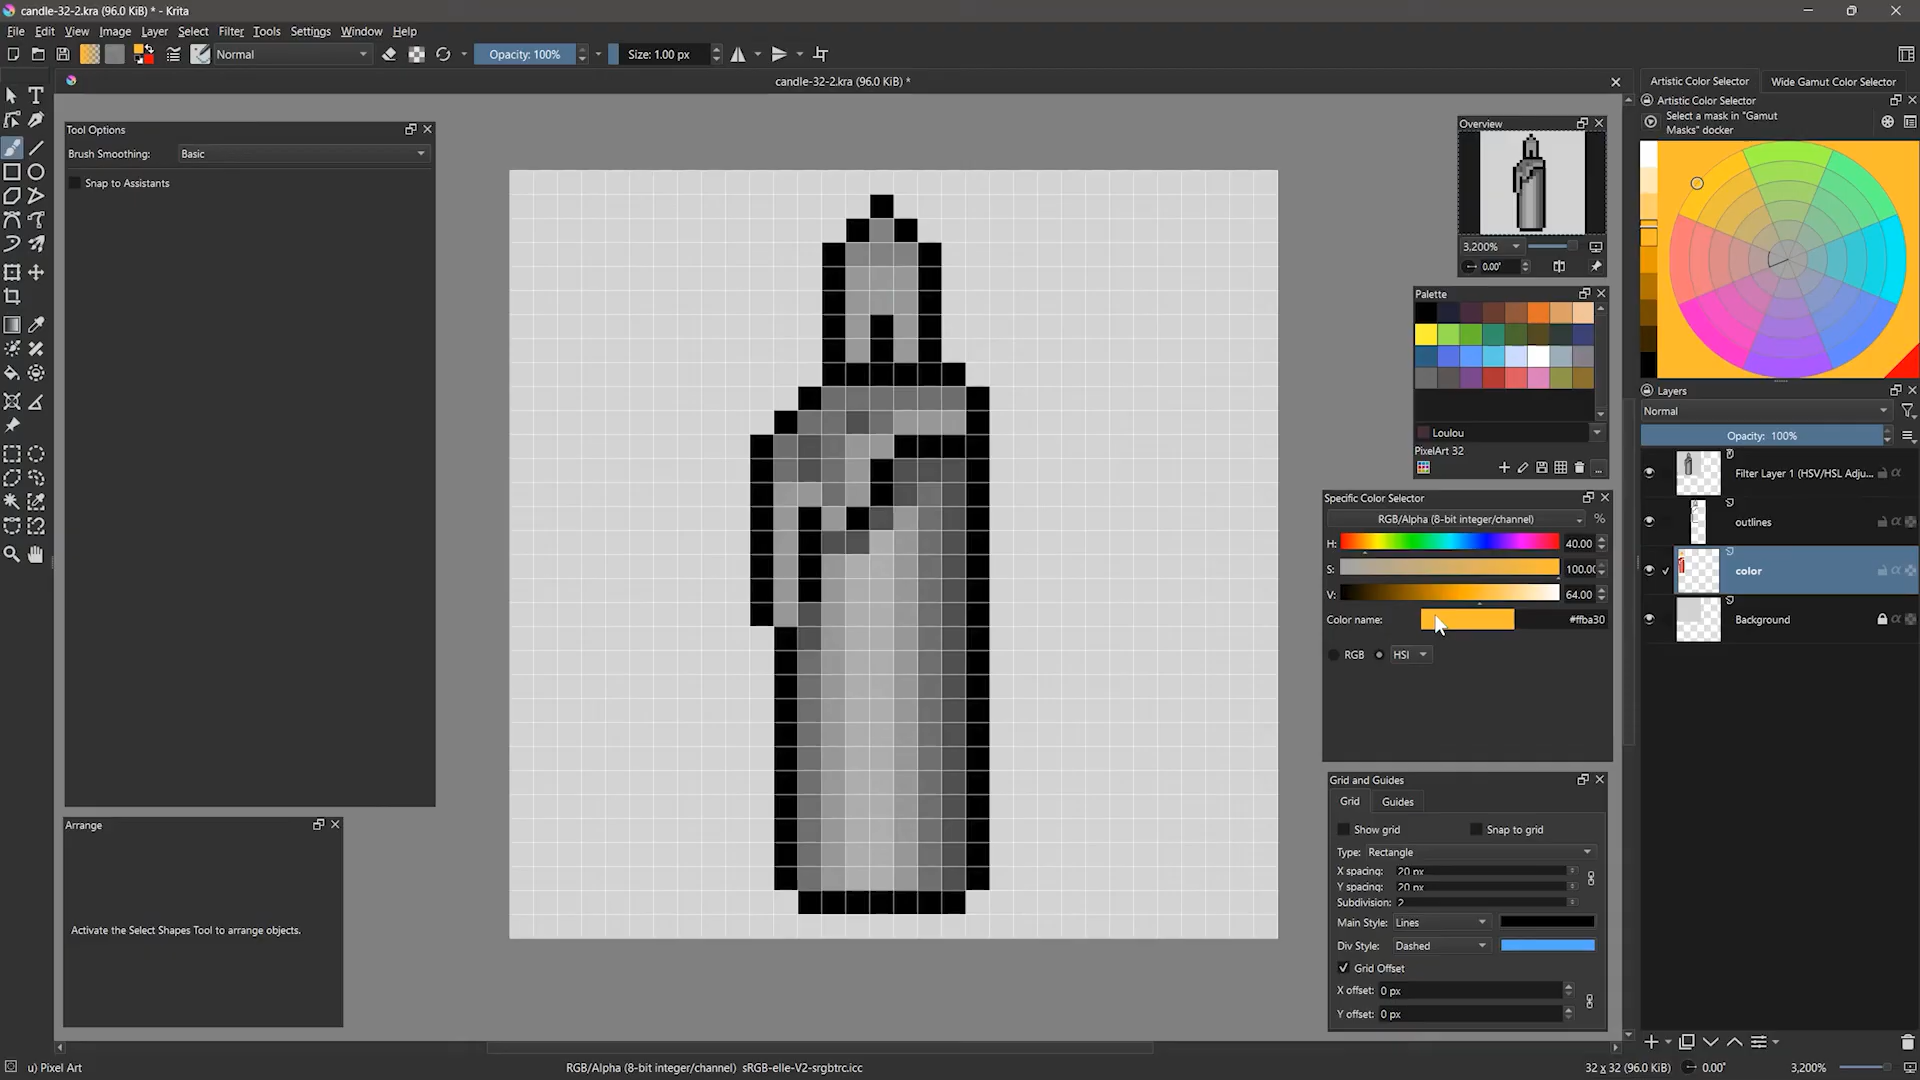 candle-32-2.kra (96.0 KiB) * - Krita
File Edit View Image Layer Select Filter Tools Settings Window Help
Normal
Opacity: 100%
Size: 1.00 px
candle-32-2.kra (96.0 KiB) *
Tool Options
Brush Smoothing: Basic
Snap to Assistants
Arrange
Activate the Select Shapes Tool to arrange objects.
Overview
3,200%
0.00°
Palette
Loulou
PixelArt 32
Specific Color Selector
RGB/Alpha (8-bit integer/channel)
%
H: 40.00
S: 100.0
V: 64.00
Color name: #ffba30
RGB HSI
Grid and Guides
Grid Guides
Show grid Snap to grid
Type: Rectangle
X spacing: 20 px
Y spacing: 20 px
Subdivision: 2
Main Style: Lines
Div Style: Dashed
Grid Offset
X offset: 0 px
Y offset: 0 px
Artistic Color Selector Wide Gamut Color Selector
Artistic Color Selector
Select a mask in "Gamut
Masks" docker
Layers
Normal
Opacity: 100%
Filter Layer 1 (HSV/HSL Adju...
outlines
color
Background
u) Pixel Art
RGB/Alpha (8-bit integer/channel) sRGB-elle-V2-srgbtrc.icc
32 x 32 (96.0 KiB)
0.00°
3,200%